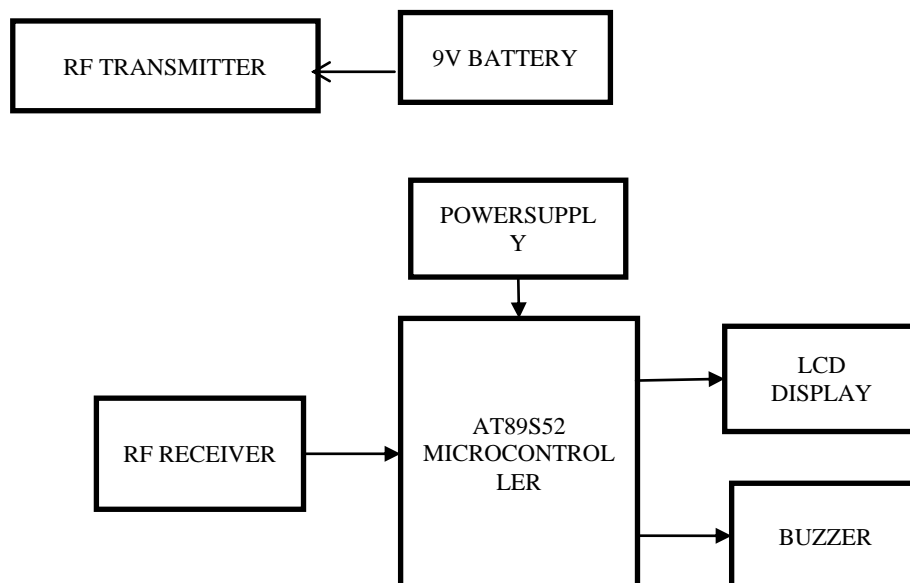 RF TRANSMITTER
9V BATTERY
POWERSUPPL
Y
LCD
DISPLAY
AT89S52
MICROCONTROL
LER
RF RECEIVER
BUZZER